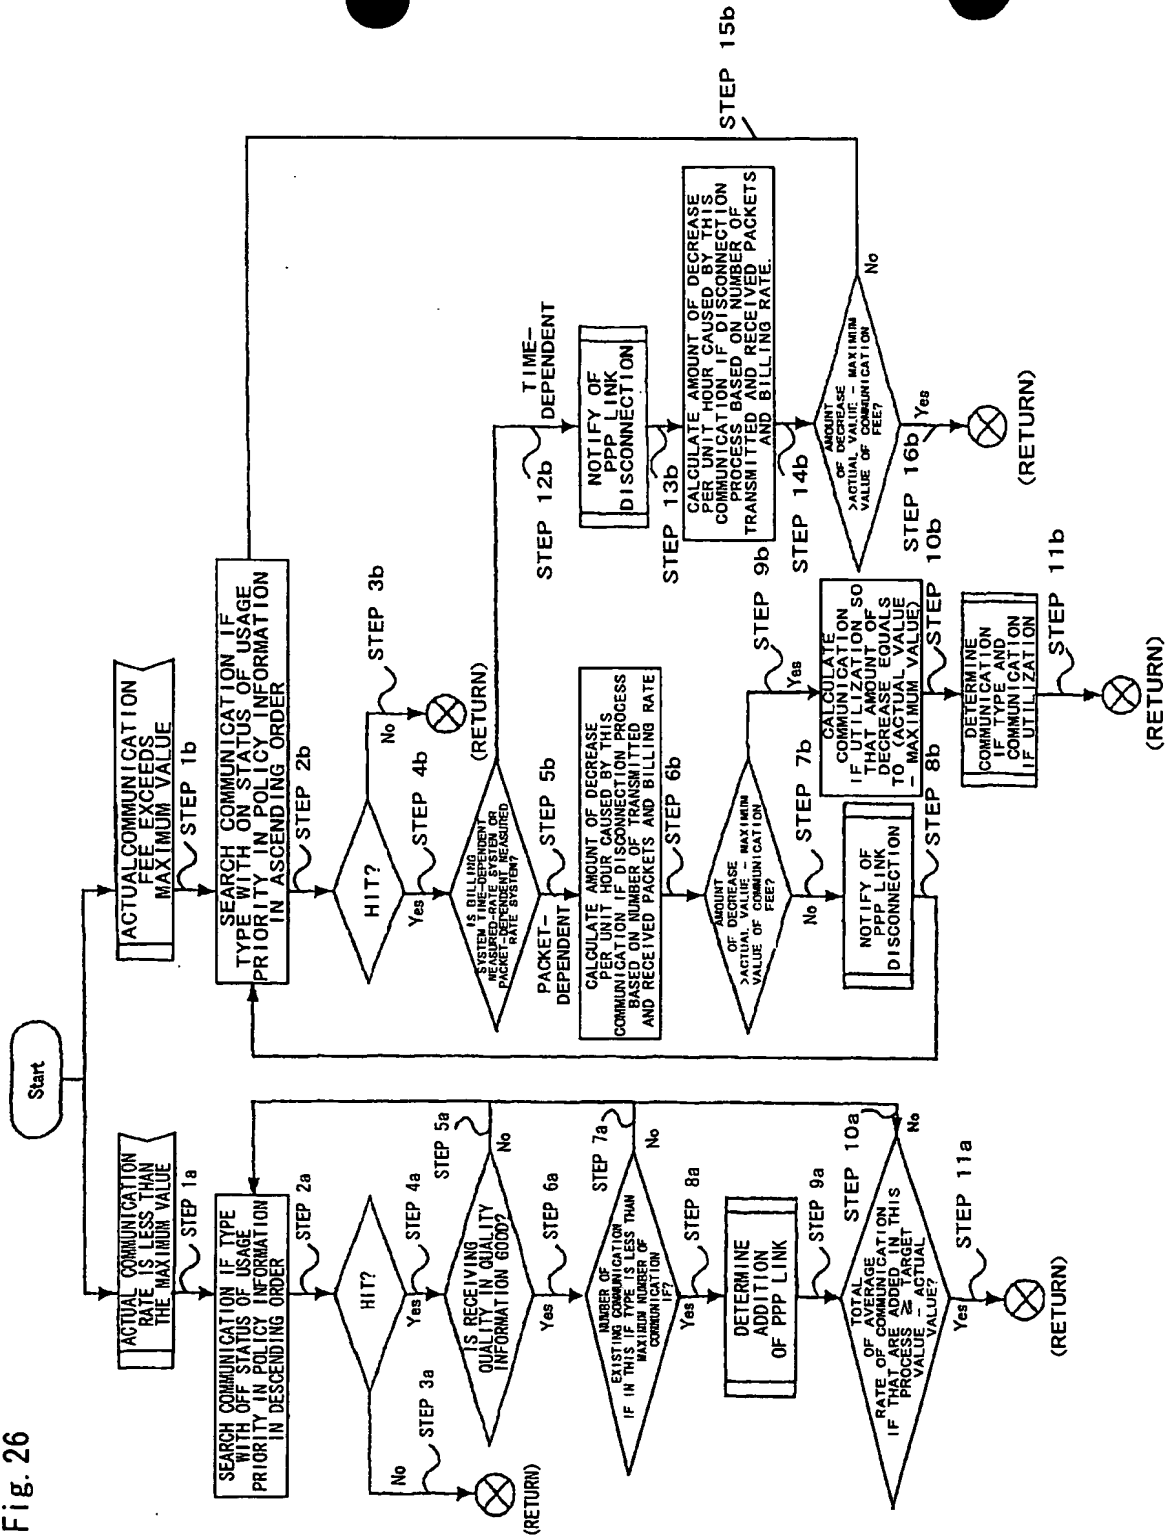 Fig. 26
Start
ACTUAL COMMUNICATION
RATE IS LESS THAN
THE MAXIMUM VALUE
STEP 1a
SEARCH COMMUNICATION IF TYPE
WITH OFF STATUS OF USAGE
PRIORITY IN POLICY INFORMATION
IN DESCENDING ORDER
STEP 2a
HIT?
No
STEP 3a
(RETURN)
Yes
STEP 4a
IS RECEIVING
QUALITY IN QUALITY
INFORMATION GOOD?
STEP 5a
No
Yes
STEP 6a
NUMBER OF
EXISTING COMMUNICATION
IF IN THIS IF TYPE IS LESS THAN
MAXIMUM NUMBER OF
COMMUNICATION
IF?
STEP 7a
No
Yes
STEP 8a
DETERMINE
ADDITION
OF PPP LINK
STEP 9a
TOTAL
OF AVERAGE
RATE OF COMMUNICATION
IF THAT ARE ADDED IN THIS
PROCESS ≧ TARGET
VALUE - ACTUAL
VALUE?
STEP 10a
No
Yes
STEP 11a
(RETURN)
ACTUAL COMMUNICATION
FEE EXCEEDS
MAXIMUM VALUE
STEP 1b
SEARCH COMMUNICATION IF
TYPE WITH ON STATUS OF USAGE
PRIORITY IN POLICY INFORMATION
IN ASCENDING ORDER
STEP 2b
HIT?
No
STEP 3b
(RETURN)
Yes
STEP 4b
IS BILLING
SYSTEM TIME-DEPENDENT
MEASURED-RATE SYSTEM OR
PACKET-DEPENDENT MEASURED
RATE SYSTEM?
PACKET-
DEPENDENT
STEP 5b
CALCULATE AMOUNT OF DECREASE
PER UNIT HOUR CAUSED BY THIS
COMMUNICATION IF DISCONNECTION PROCESS
BASED ON NUMBER OF TRANSMITTED
AND RECEIVED PACKETS AND BILLING RATE
STEP 6b
AMOUNT
OF DECREASE
>ACTUAL VALUE - MAXIMUM
VALUE OF COMMUNICATION
FEE?
No
STEP 7b
NOTIFY OF
PPP LINK
DISCONNECTION
STEP 8b
STEP 9b
Yes
CALCULATE
COMMUNICATION
IF UTILIZATION SO
THAT AMOUNT OF
DECREASE EQUALS
TO (ACTUAL VALUE
- MAXIMUM VALUE)
STEP 10b
DETERMINE
COMMUNICATION
IF TYPE AND
COMMUNICATION
IF UTILIZATION
STEP 11b
(RETURN)
TIME-
DEPENDENT
STEP 12b
NOTIFY OF
PPP LINK
DISCONNECTION
STEP 13b
CALCULATE AMOUNT OF DECREASE
PER UNIT HOUR CAUSED BY THIS
COMMUNICATION IF DISCONNECTION
PROCESS BASED ON NUMBER OF
TRANSMITTED AND RECEIVED PACKETS
AND BILLING RATE.
STEP 14b
AMOUNT
OF DECREASE
>ACTUAL VALUE - MAXIMUM
VALUE OF COMMUNICATION
FEE?
No
STEP 15b
Yes
STEP 16b
(RETURN)